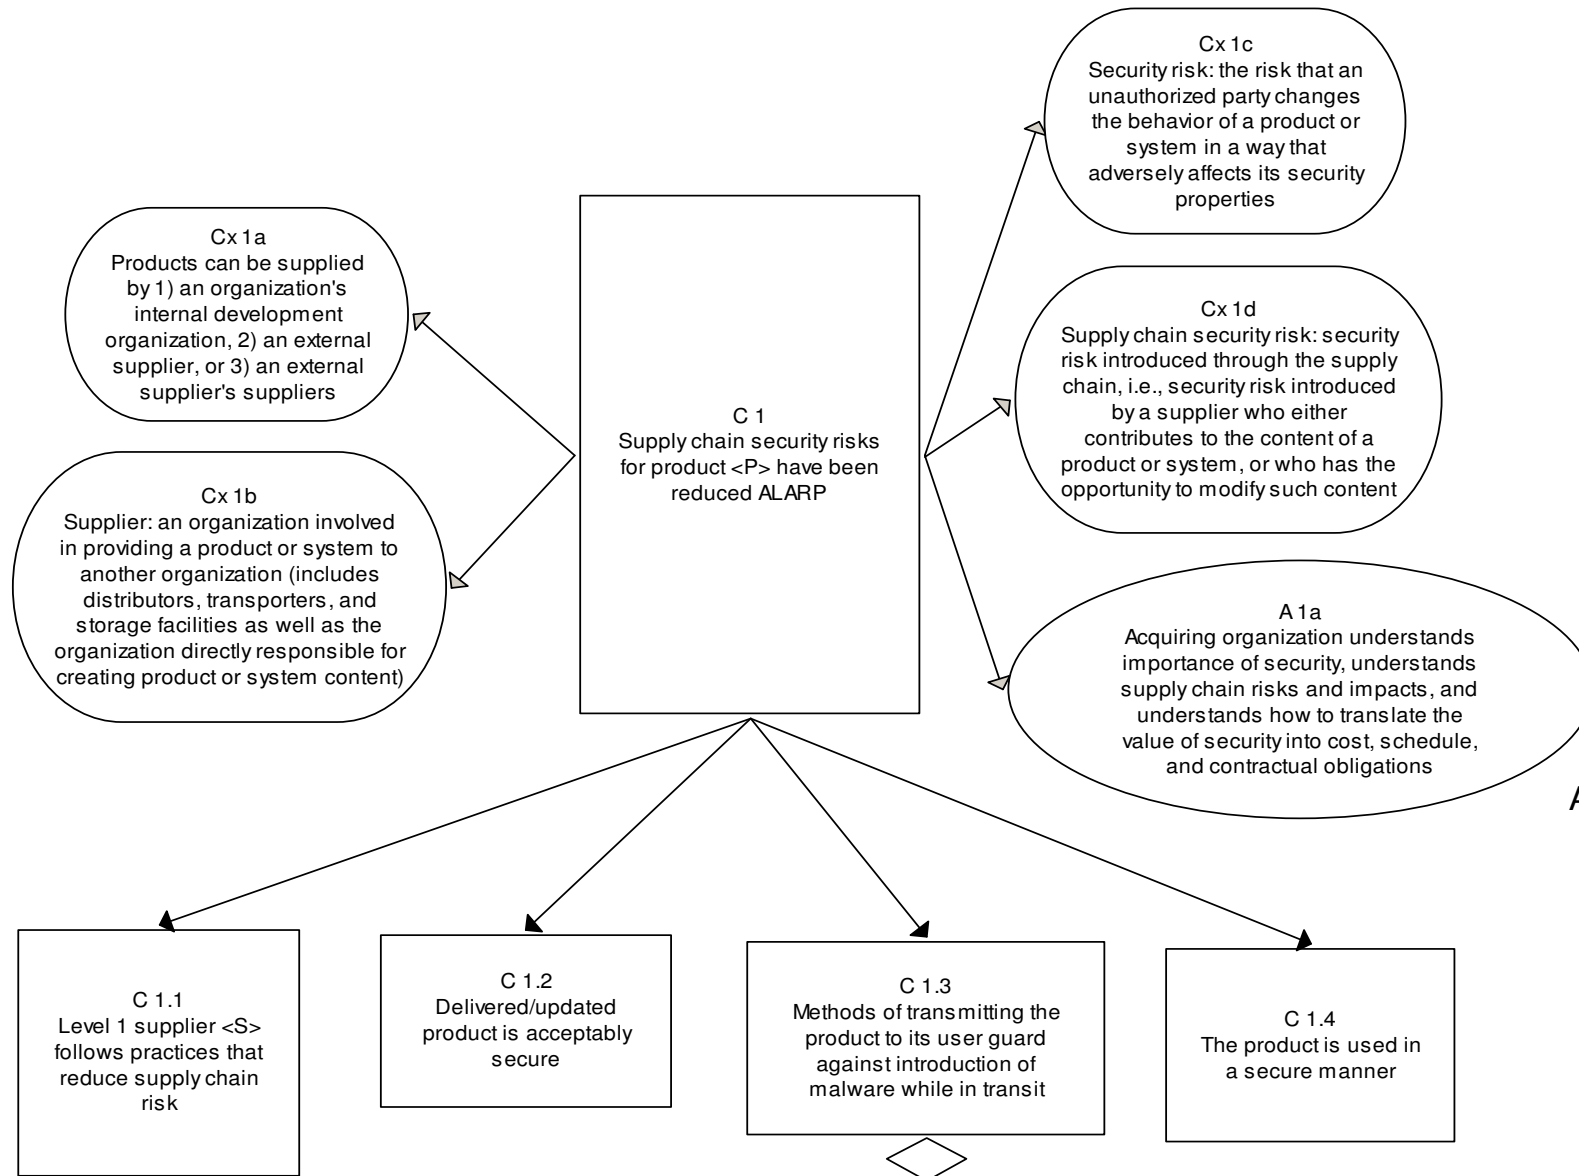 Cx 1c
Security risk: the risk that an
unauthorized party changes
the behavior of a product or
system in a way that
adversely affects its security
properties
Cx 1a
Products can be supplied
by 1) an organization's
internal development
organization, 2) an external
supplier, or 3) an external
supplier's suppliers
Cx 1d
Supply chain security risk: security
risk introduced through the supply
chain, i.e., security risk introduced
by a supplier who either
contributes to the content of a
product or system, or who has the
opportunity to modify such content
C 1
Supply chain security risks
for product <P> have been
reduced ALARP
Cx 1b
Supplier: an organization involved
in providing a product or system to
another organization (includes
distributors, transporters, and
storage facilities as well as the
organization directly responsible for
creating product or system content)
A 1a
Acquiring organization understands
importance of security, understands
supply chain risks and impacts, and
understands how to translate the
value of security into cost, schedule,
and contractual obligations
A
C 1.1
Level 1 supplier <S>
follows practices that
reduce supply chain
risk
C 1.2
Delivered/updated
product is acceptably
secure
C 1.3
Methods of transmitting the
product to its user guard
against introduction of
malware while in transit
C 1.4
The product is used in
a secure manner